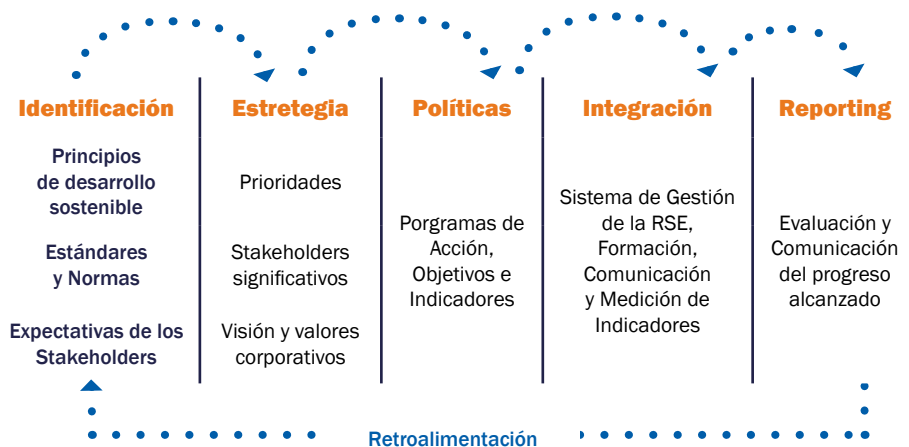 Identificación
Estretegia
Políticas
Integración
Reporting
Principios
de desarrollo
sostenible
Estándares
y Normas
Expectativas de los
Stakeholders
Prioridades
Stakeholders
significativos
Visión y valores
corporativos
Porgramas de
Acción,
Objetivos e
Indicadores
Sistema de Gestión
de la RSE,
Formación,
Comunicación
y Medición de
Indicadores
Evaluación y
Comunicación
del progreso
alcanzado
Retroalimentación